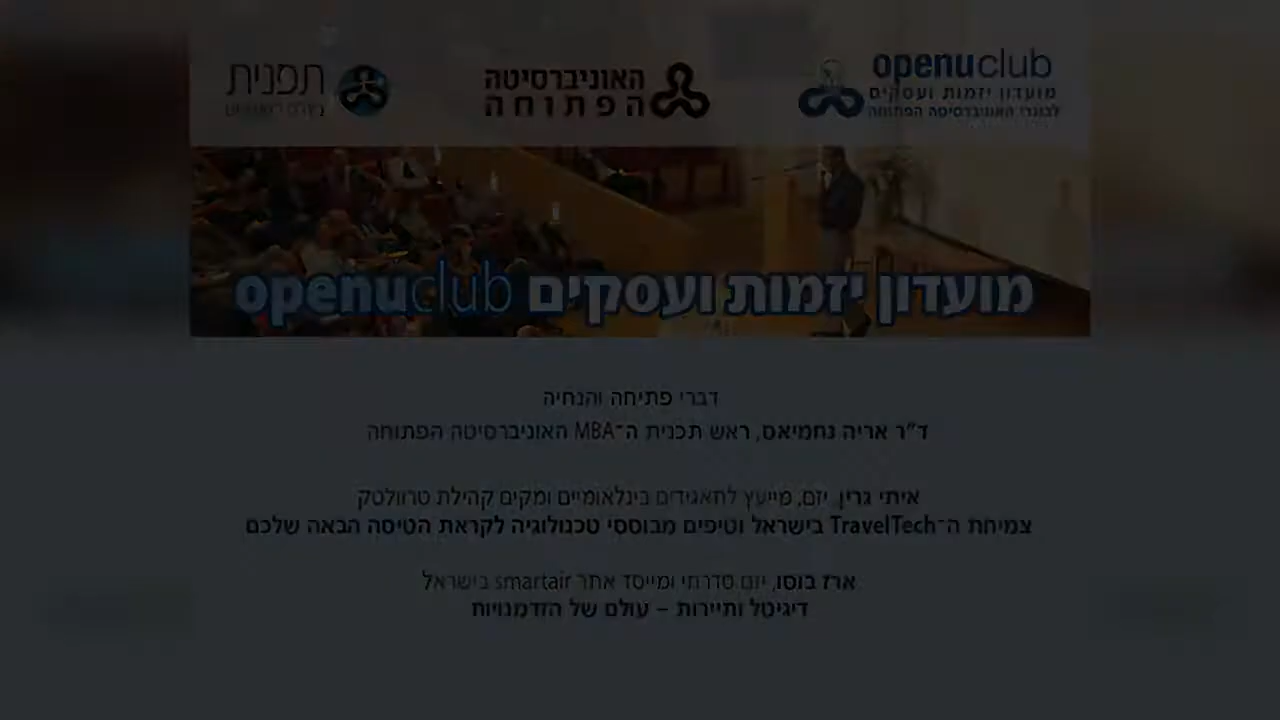 openuclub
מועדון יזמות ועסקים
לבוגרי האוניברסיטה הפתוחה
האוניברסיטה
הפתוחה
תפנית
מועדון יזמות ועסקים openuclub
דברי פתיחה והנחיה
ד"ר אריה נחמיאס, ראש תכנית ה-MBA האוניברסיטה הפתוחה
איתי גרין, יזם, מייעץ לתאגידים בינלאומיים ומקים קהילת טרוולטק
צמיחת ה-TravelTech בישראל וטיפים מבוססי טכנולוגיה לקראת הטיסה הבאה שלכם
ארז בוסו, יזם סדרתי ומייסד אתר smartair בישראל
דיגיטל ותיירות – עולם של הזדמנויות